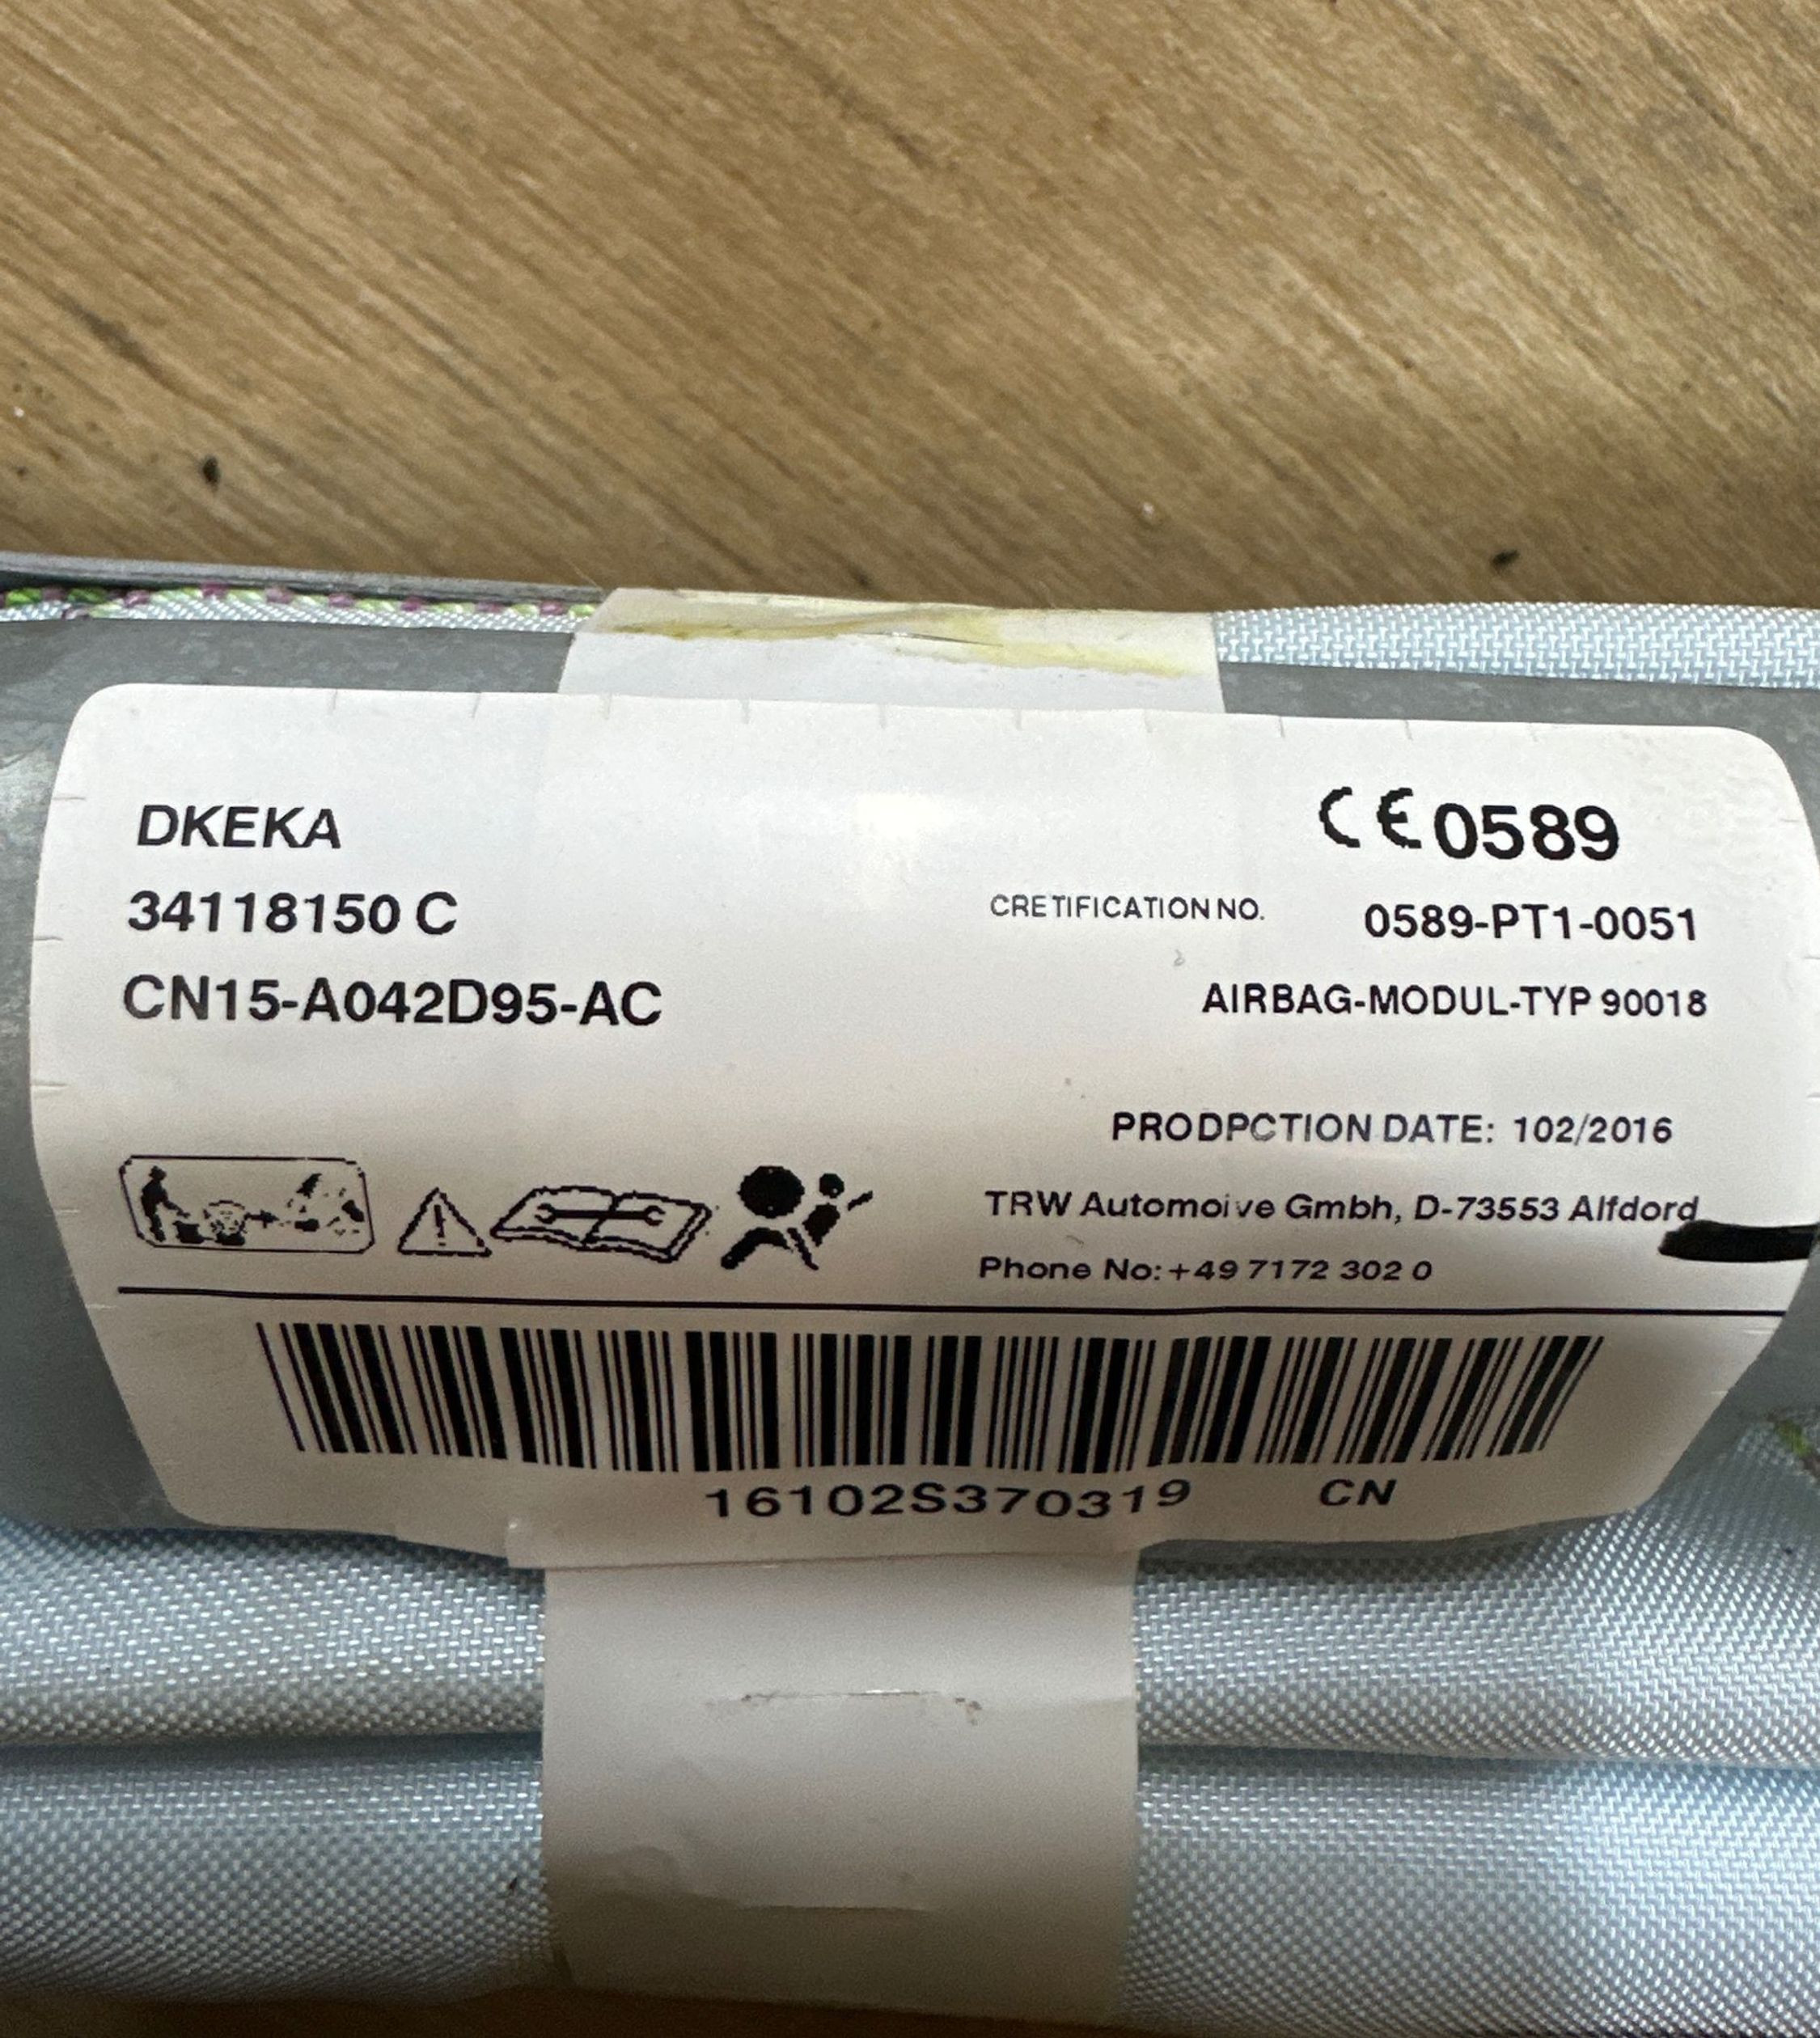 DKEKA
34118150 C
CN15-A042D95-AC
CE 0589
CRETIFICATION NO. 0589-PT1-0051
AIRBAG-MODUL-TYP 90018
PRODPCTION DATE: 102/2016
TRW Automoive Gmbh, D-73553 Alfdord
Phone No:+49 7172 302 0
16102S370319 CN